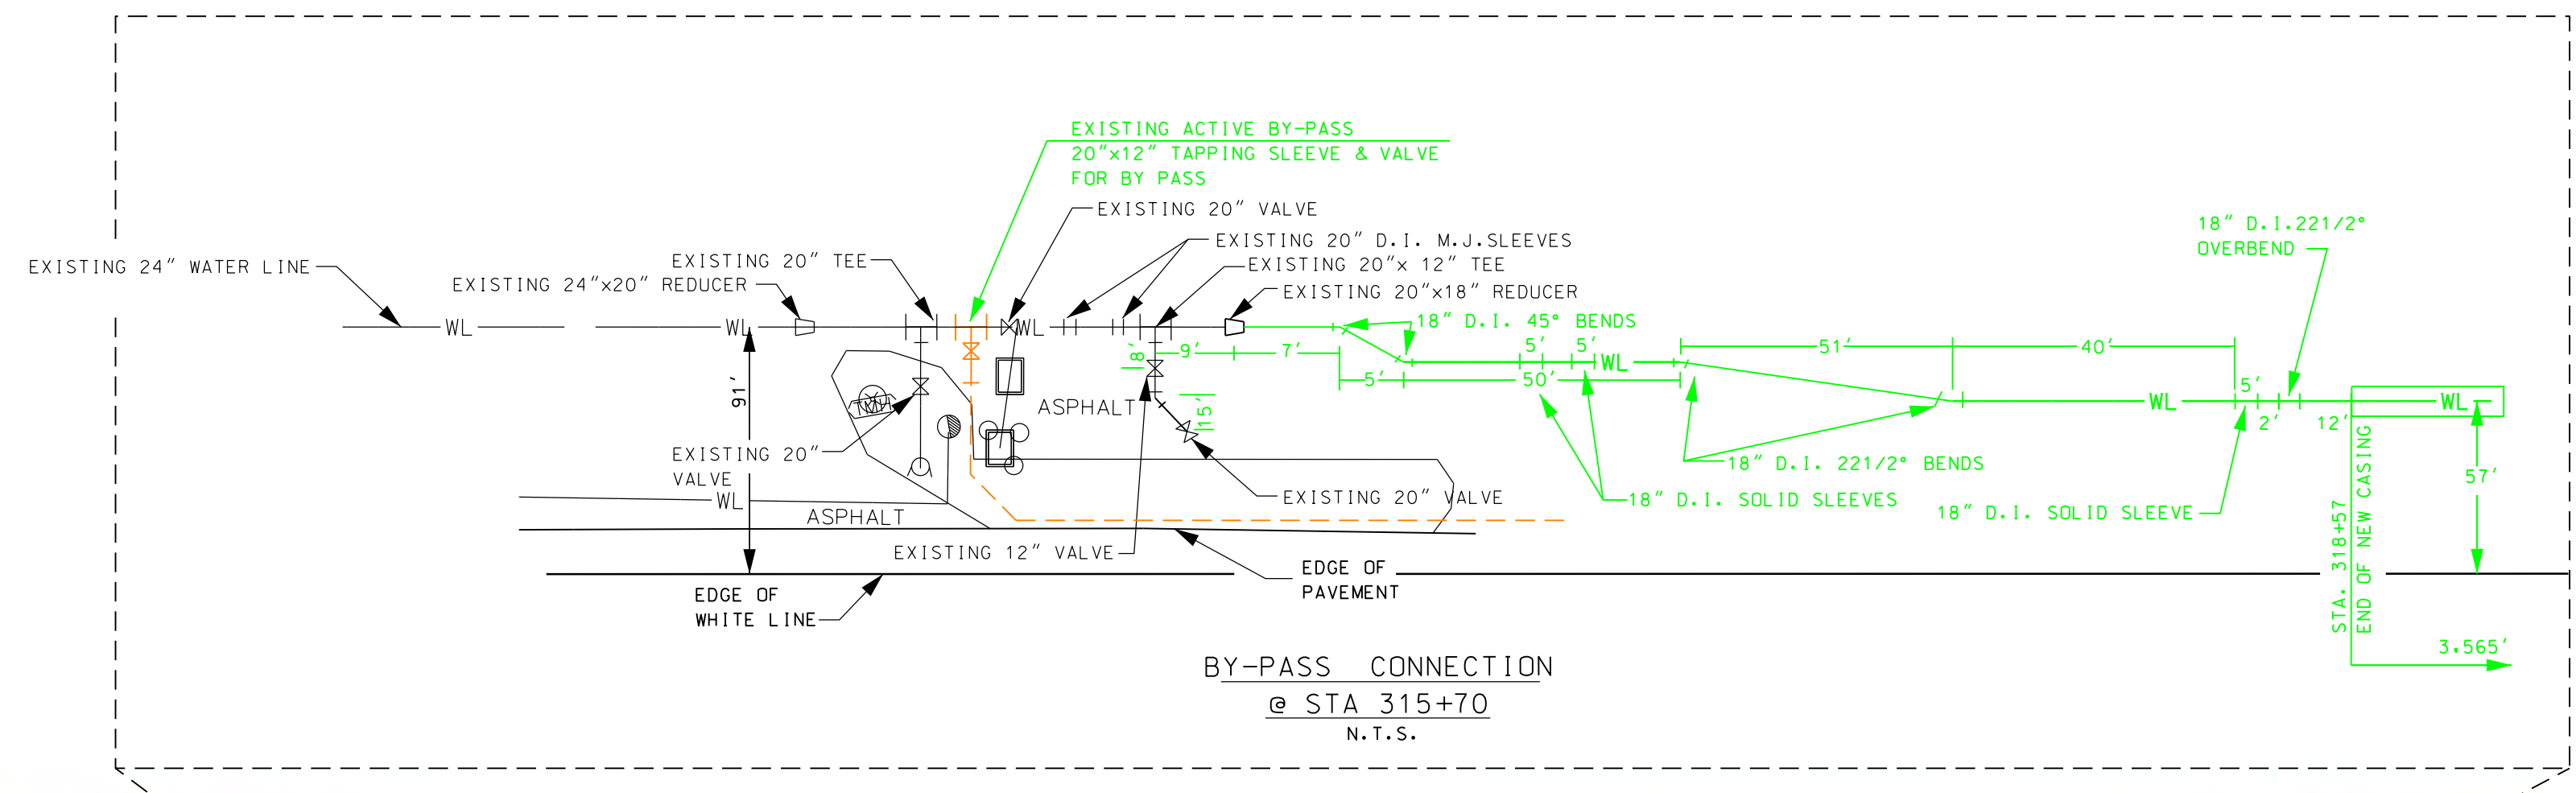 EXISTING ACTIVE BY-PASS
20"x12" TAPPING SLEEVE & VALVE
FOR BY PASS
EXISTING 20" VALVE
EXISTING 20" D.I. M.J.SLEEVES
EXISTING 20" TEE
EXISTING 20"x 12" TEE
EXISTING 24" WATER LINE
EXISTING 24"x20" REDUCER
EXISTING 20"x18" REDUCER
18" D.I.221/2°
OVERBEND
WL
WL
WL
18" D.I. 45° BENDS
8'
9'
7'
5'
5'
WL
51'
40'
5'
50'
5'
91'
ASPHALT
15'
WL
WL
2'
12'
EXISTING 20"
VALVE
WL
ASPHALT
EXISTING 20" VALVE
18" D.I. 221/2° BENDS
18" D.I. SOLID SLEEVES
18" D.I. SOLID SLEEVE
57'
EXISTING 12" VALVE
EDGE OF
PAVEMENT
EDGE OF
WHITE LINE
STA. 318+57
END OF NEW CASING
3.565'
BY-PASS CONNECTION
@ STA 315+70
N.T.S.